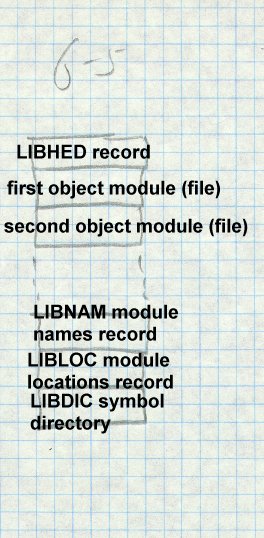 6-5
LIBHED record
first object module (file)
second object module (file)
LIBNAM module
names record
LIBLOC module
locations record
LIBDIC symbol
directory